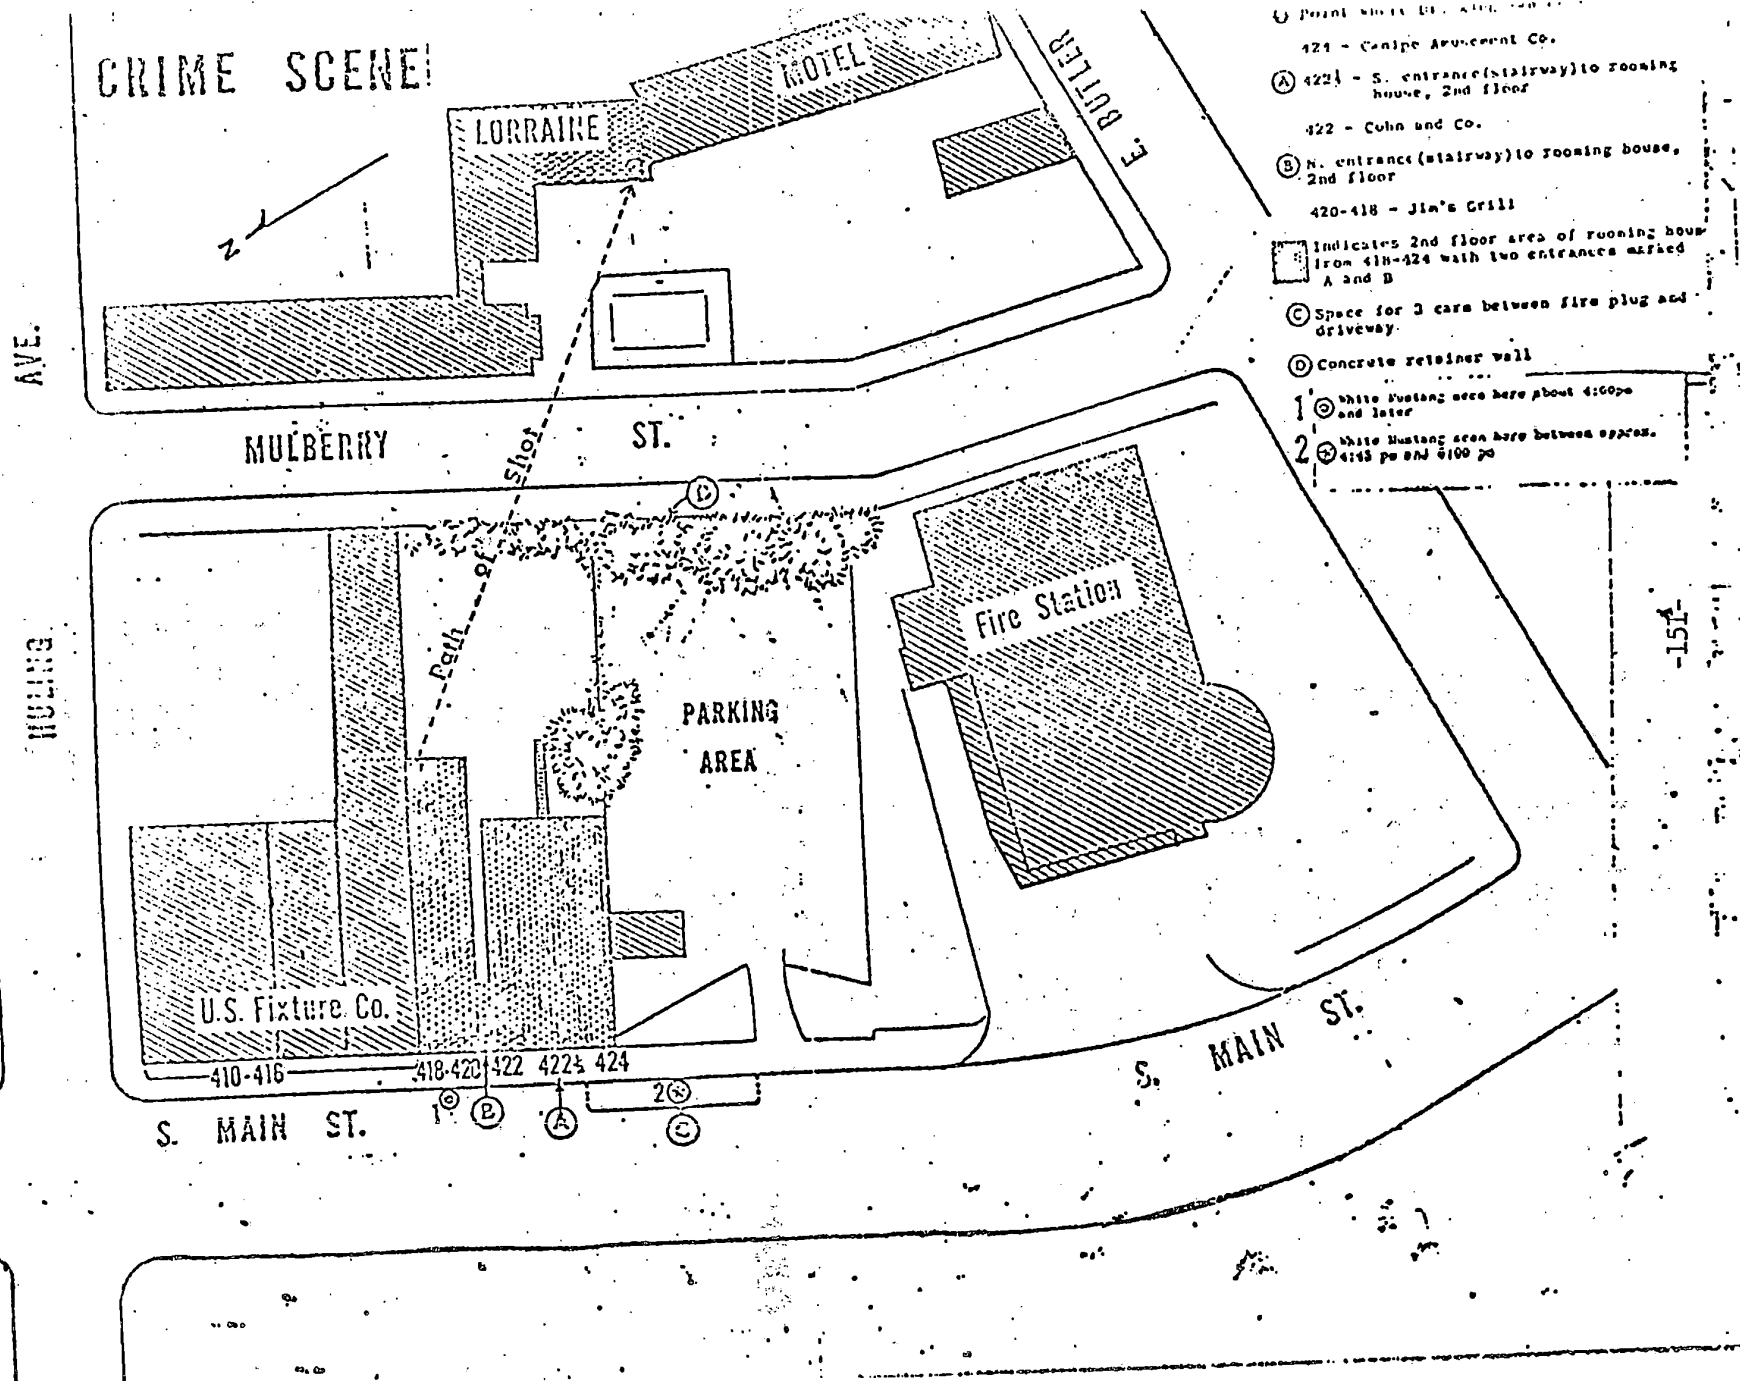 CRIME SCENE
LORRAINE
MOTEL
E. BUTLER
N
424 - Canipe Amusement Co.
A 422½ - S. entrance(stairway)to rooming
house, 2nd floor
422 - Cohn and Co.
B N. entrance(stairway)to rooming house,
2nd floor
420-418 - Jim's Grill
Indicates 2nd floor area of rooming
from 418-424 with two entrances marked
A and B
C Space for 3 cars between fire plug and
driveway
D Concrete retainer wall
1 White Mustang seen here about 4:00pm
and later
2 White Mustang seen here between approx.
4:45 pm and 6:00 pm
AVE.
HULING
MULBERRY ST.
Path of Shot
D
Fire Station
PARKING
AREA
-151-
U.S. Fixture Co.
410-416
418-420
422
422½
424
1
B
A
2
C
S. MAIN ST.
S. MAIN ST.